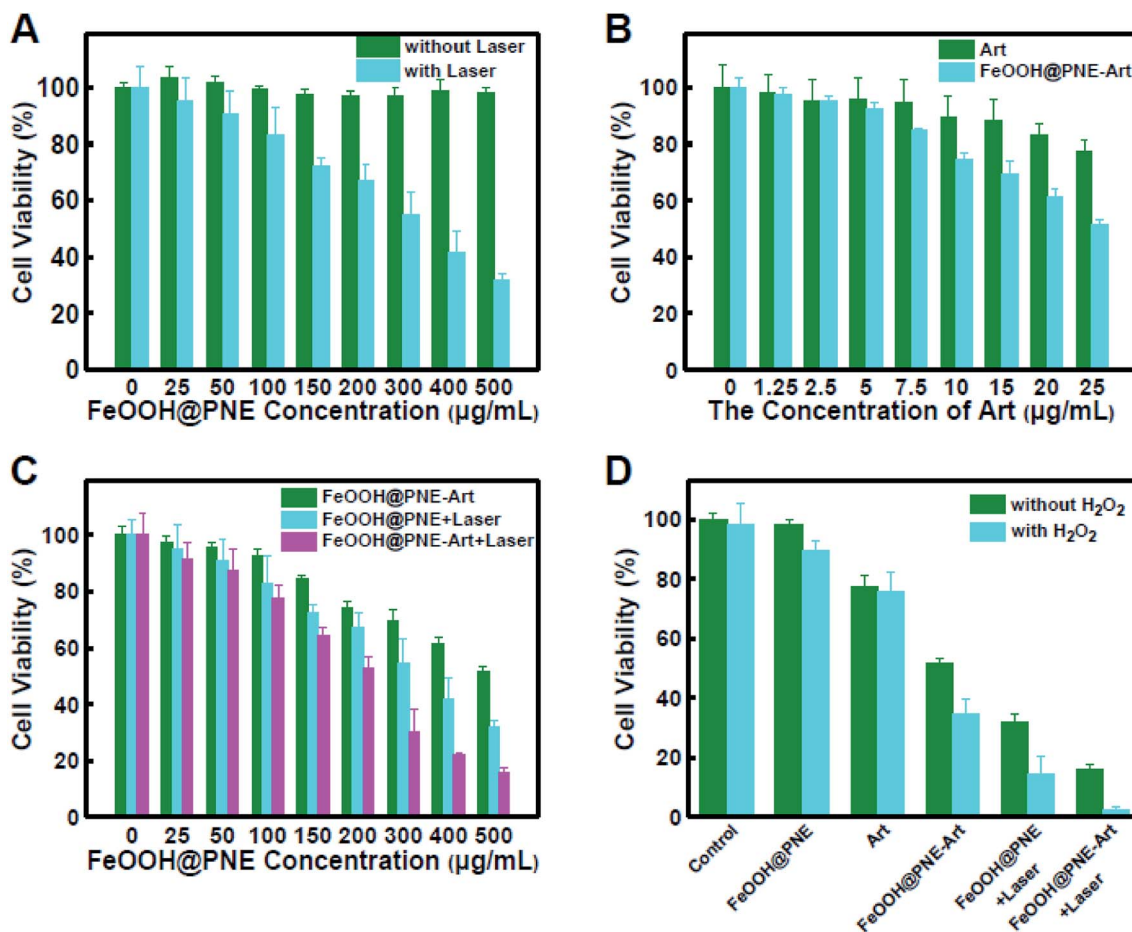 A
without Laser
with Laser
Cell Viability (%)
100
80
60
40
20
0
0 25 50 100 150 200 300 400 500
FeOOH@PNE Concentration (µg/mL)
B
Art
FeOOH@PNE-Art
Cell Viability (%)
100
80
60
40
20
0
0 1.25 2.5 5 7.5 10 15 20 25
The Concentration of Art (µg/mL)
C
FeOOH@PNE-Art
FeOOH@PNE+Laser
FeOOH@PNE-Art+Laser
Cell Viability (%)
100
80
60
40
20
0
0 25 50 100 150 200 300 400 500
FeOOH@PNE Concentration (µg/mL)
D
without H₂O₂
with H₂O₂
Cell Viability (%)
100
80
60
40
20
0
Control
FeOOH@PNE
Art
FeOOH@PNE-Art
FeOOH@PNE
+Laser
FeOOH@PNE-Art
+Laser